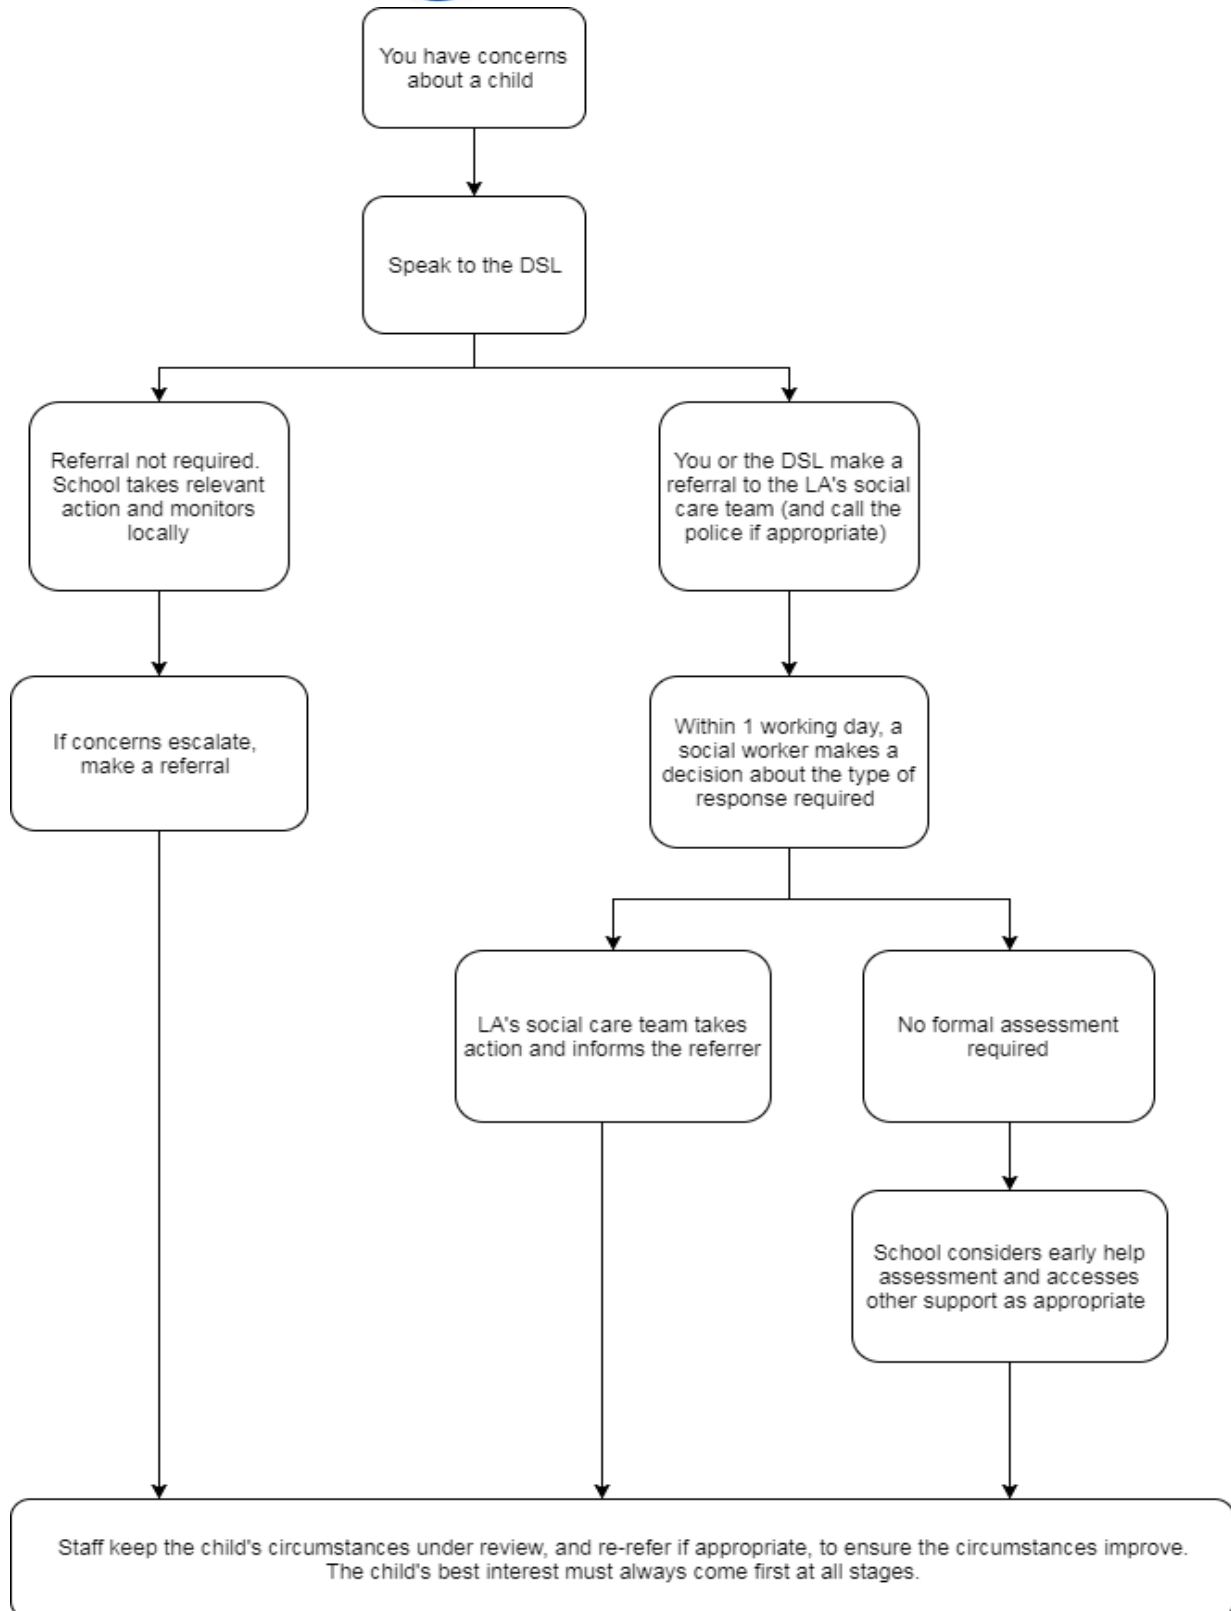 You have concerns
about a child
Speak to the DSL
Referral not required.
School takes relevant
action and monitors
locally
You or the DSL make a
referral to the LA's social
care team (and call the
police if appropriate)
If concerns escalate,
make a referral
Within 1 working day, a
social worker makes a
decision about the type of
response required
LA's social care team takes
action and informs the referrer
No formal assessment
required
School considers early help
assessment and accesses
other support as appropriate
Staff keep the child's circumstances under review, and re-refer if appropriate, to ensure the circumstances improve.
The child's best interest must always come first at all stages.